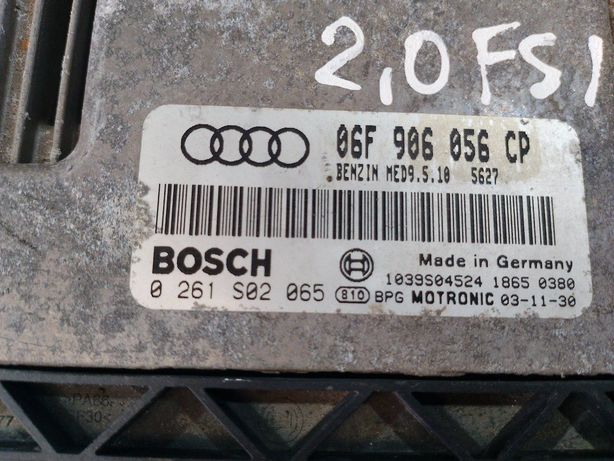 2,0 FSI
06F 906 056 CP
BENZIN MED9.5.10 5627
BOSCH
Made in Germany
0 261 S02 065
1039S04524 1865 0380
810 BPG MOTRONIC 03-11-30